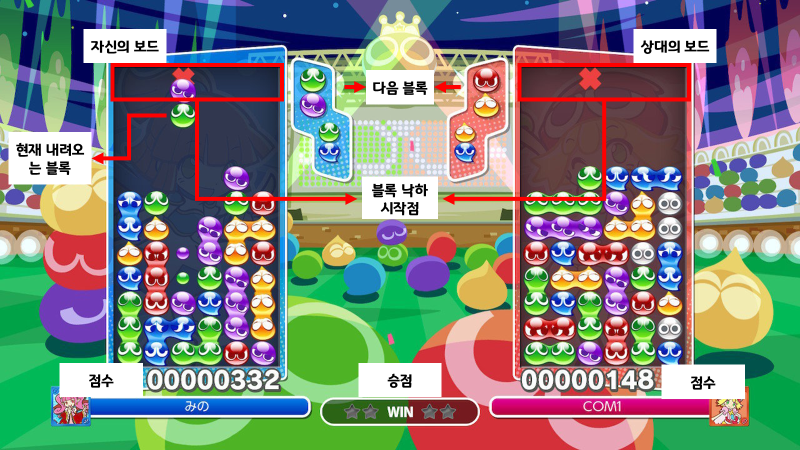 자신의 보드
상대의 보드
다음 블록
현재 내려오
는 블록
블록 낙하
시작점
점수
00000332
승점
00000148
점수
みの
WIN
COM1